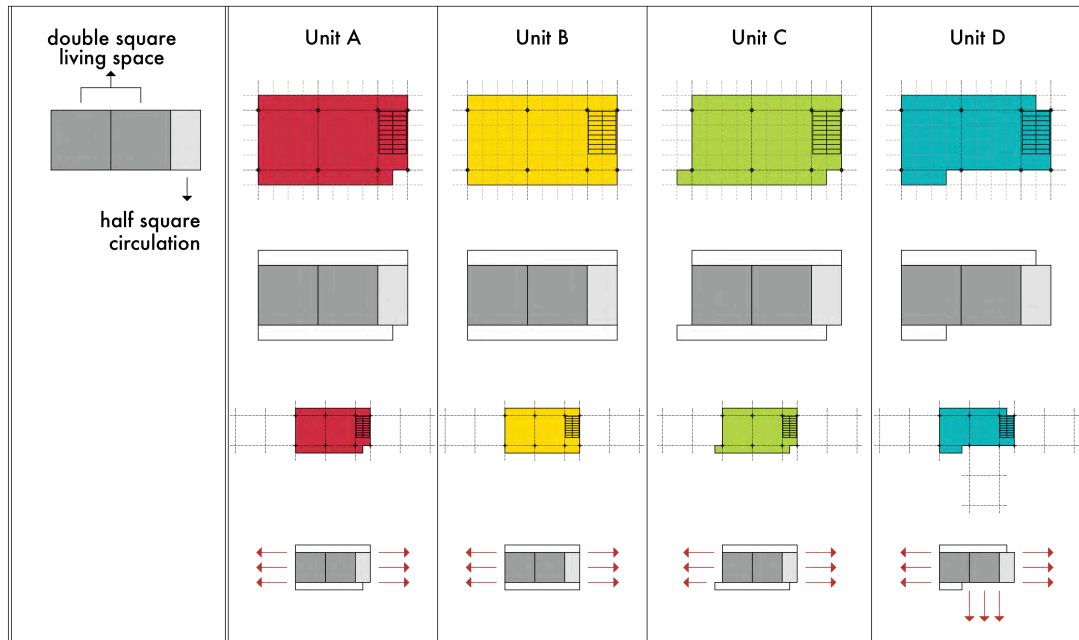 double square
living space
half square
circulation
Unit A
Unit B
Unit C
Unit D